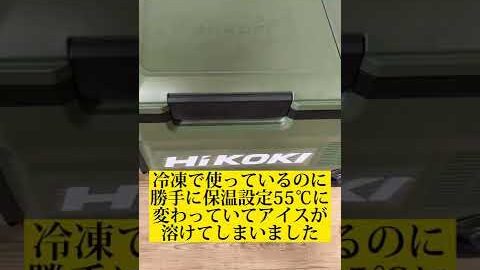 HiKOKI
冷凍で使っているのに
勝手に保温設定55℃に
変わっていてアイスが
溶けてしまいました